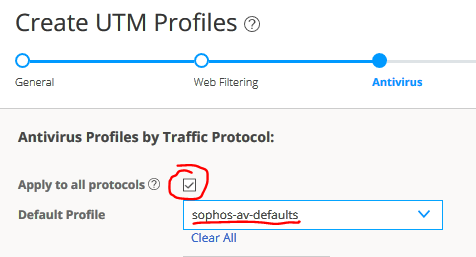 Create UTM Profiles ?
General
Web Filtering
Antivirus
Antivirus Profiles by Traffic Protocol:
Apply to all protocols ?
Default Profile
sophos-av-defaults
Clear All